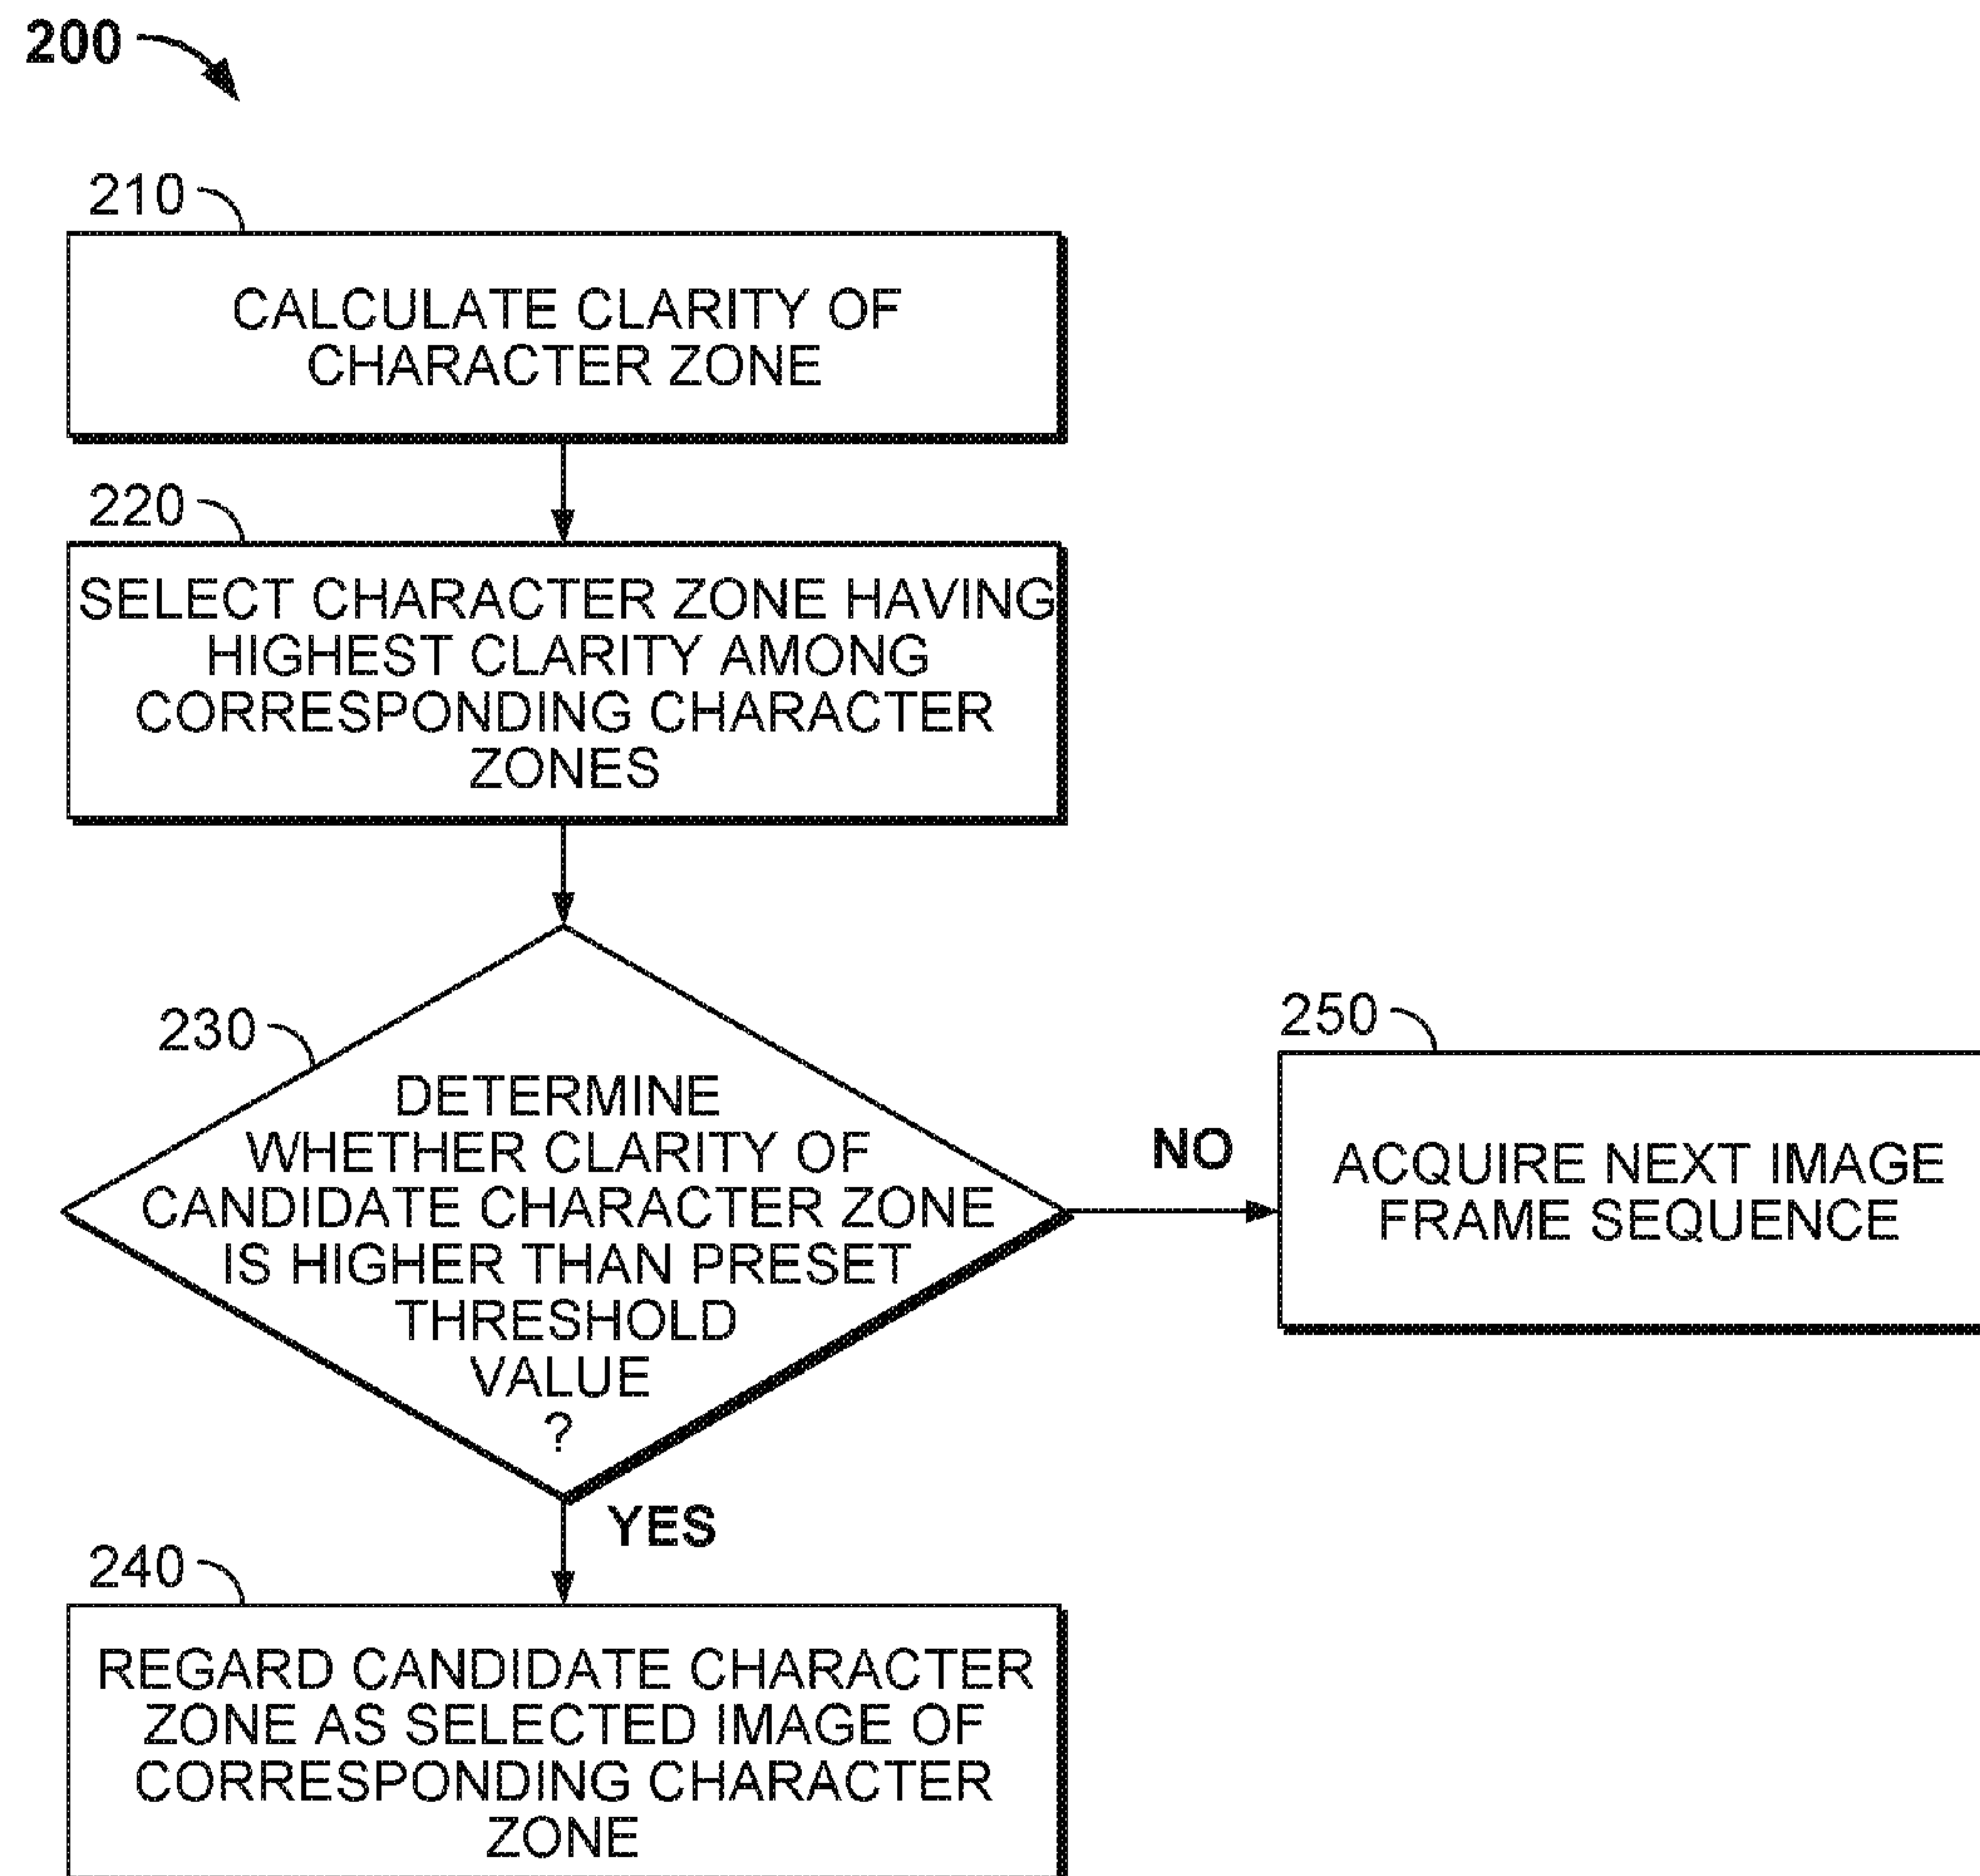 200
210
CALCULATE CLARITY OF
CHARACTER ZONE
220
SELECT CHARACTER ZONE HAVING
HIGHEST CLARITY AMONG
CORRESPONDING CHARACTER
ZONES
230
DETERMINE
WHETHER CLARITY OF
CANDIDATE CHARACTER ZONE
IS HIGHER THAN PRESET
THRESHOLD
VALUE
?
NO
250
ACQUIRE NEXT IMAGE
FRAME SEQUENCE
YES
240
REGARD CANDIDATE CHARACTER
ZONE AS SELECTED IMAGE OF
CORRESPONDING CHARACTER
ZONE